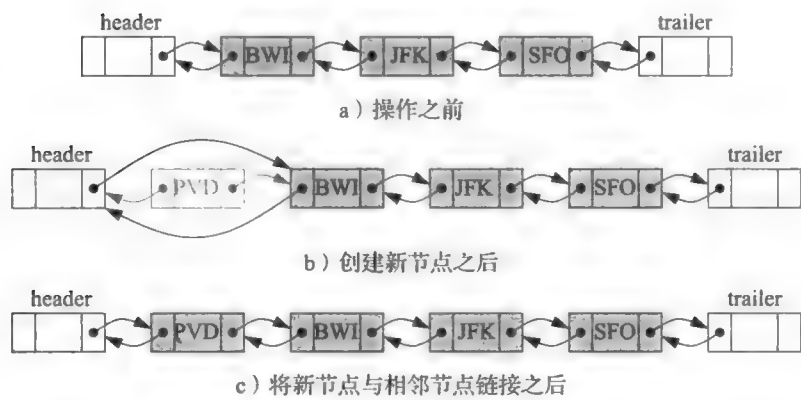 header trailer
BWI JFK SFO
a）操作之前
header trailer
PVD BWI JFK SFO
b）创建新节点之后
header trailer
PVD BWI JFK SFO
c）将新节点与相邻节点链接之后